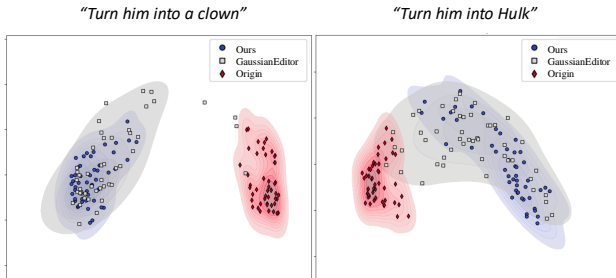 “Turn him into a clown”
“Turn him into Hulk”
Ours
GaussianEditor
Origin
Ours
GaussianEditor
Origin